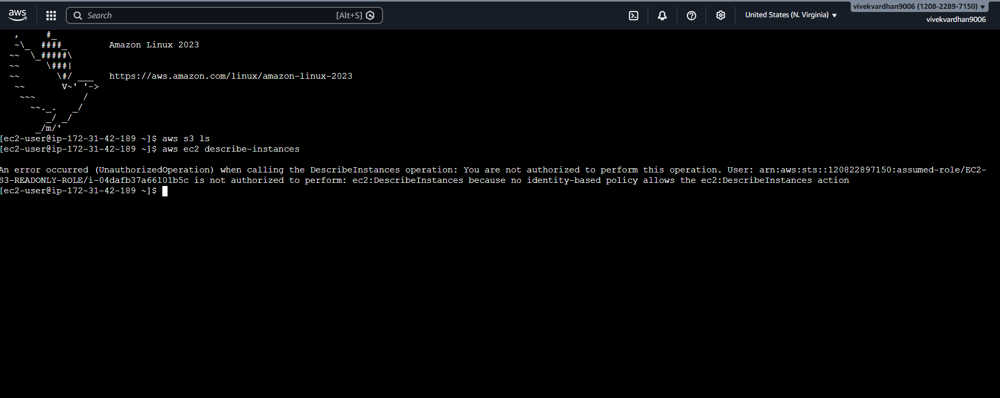 aws
Search
[Alt+S]
United States (N. Virginia)
vivekvardhan9006 (1208-2289-7150)
vivekvardhan9006
   ,     #_
   ~\_  ####_        Amazon Linux 2023
  ~~  \_#####\
  ~~     \###|
  ~~       \#/ ___   https://aws.amazon.com/linux/amazon-linux-2023
   ~~       V~' '->
    ~~~         /
      ~~._.   _/
         _/ _/
       _/m/'
[ec2-user@ip-172-31-42-189 ~]$ aws s3 ls
[ec2-user@ip-172-31-42-189 ~]$ aws ec2 describe-instances
An error occurred (UnauthorizedOperation) when calling the DescribeInstances operation: You are not authorized to perform this operation. User: arn:aws:sts::120822897150:assumed-role/EC2-
S3-READONLY-ROLE/i-04dafb37a66101b5c is not authorized to perform: ec2:DescribeInstances because no identity-based policy allows the ec2:DescribeInstances action
[ec2-user@ip-172-31-42-189 ~]$